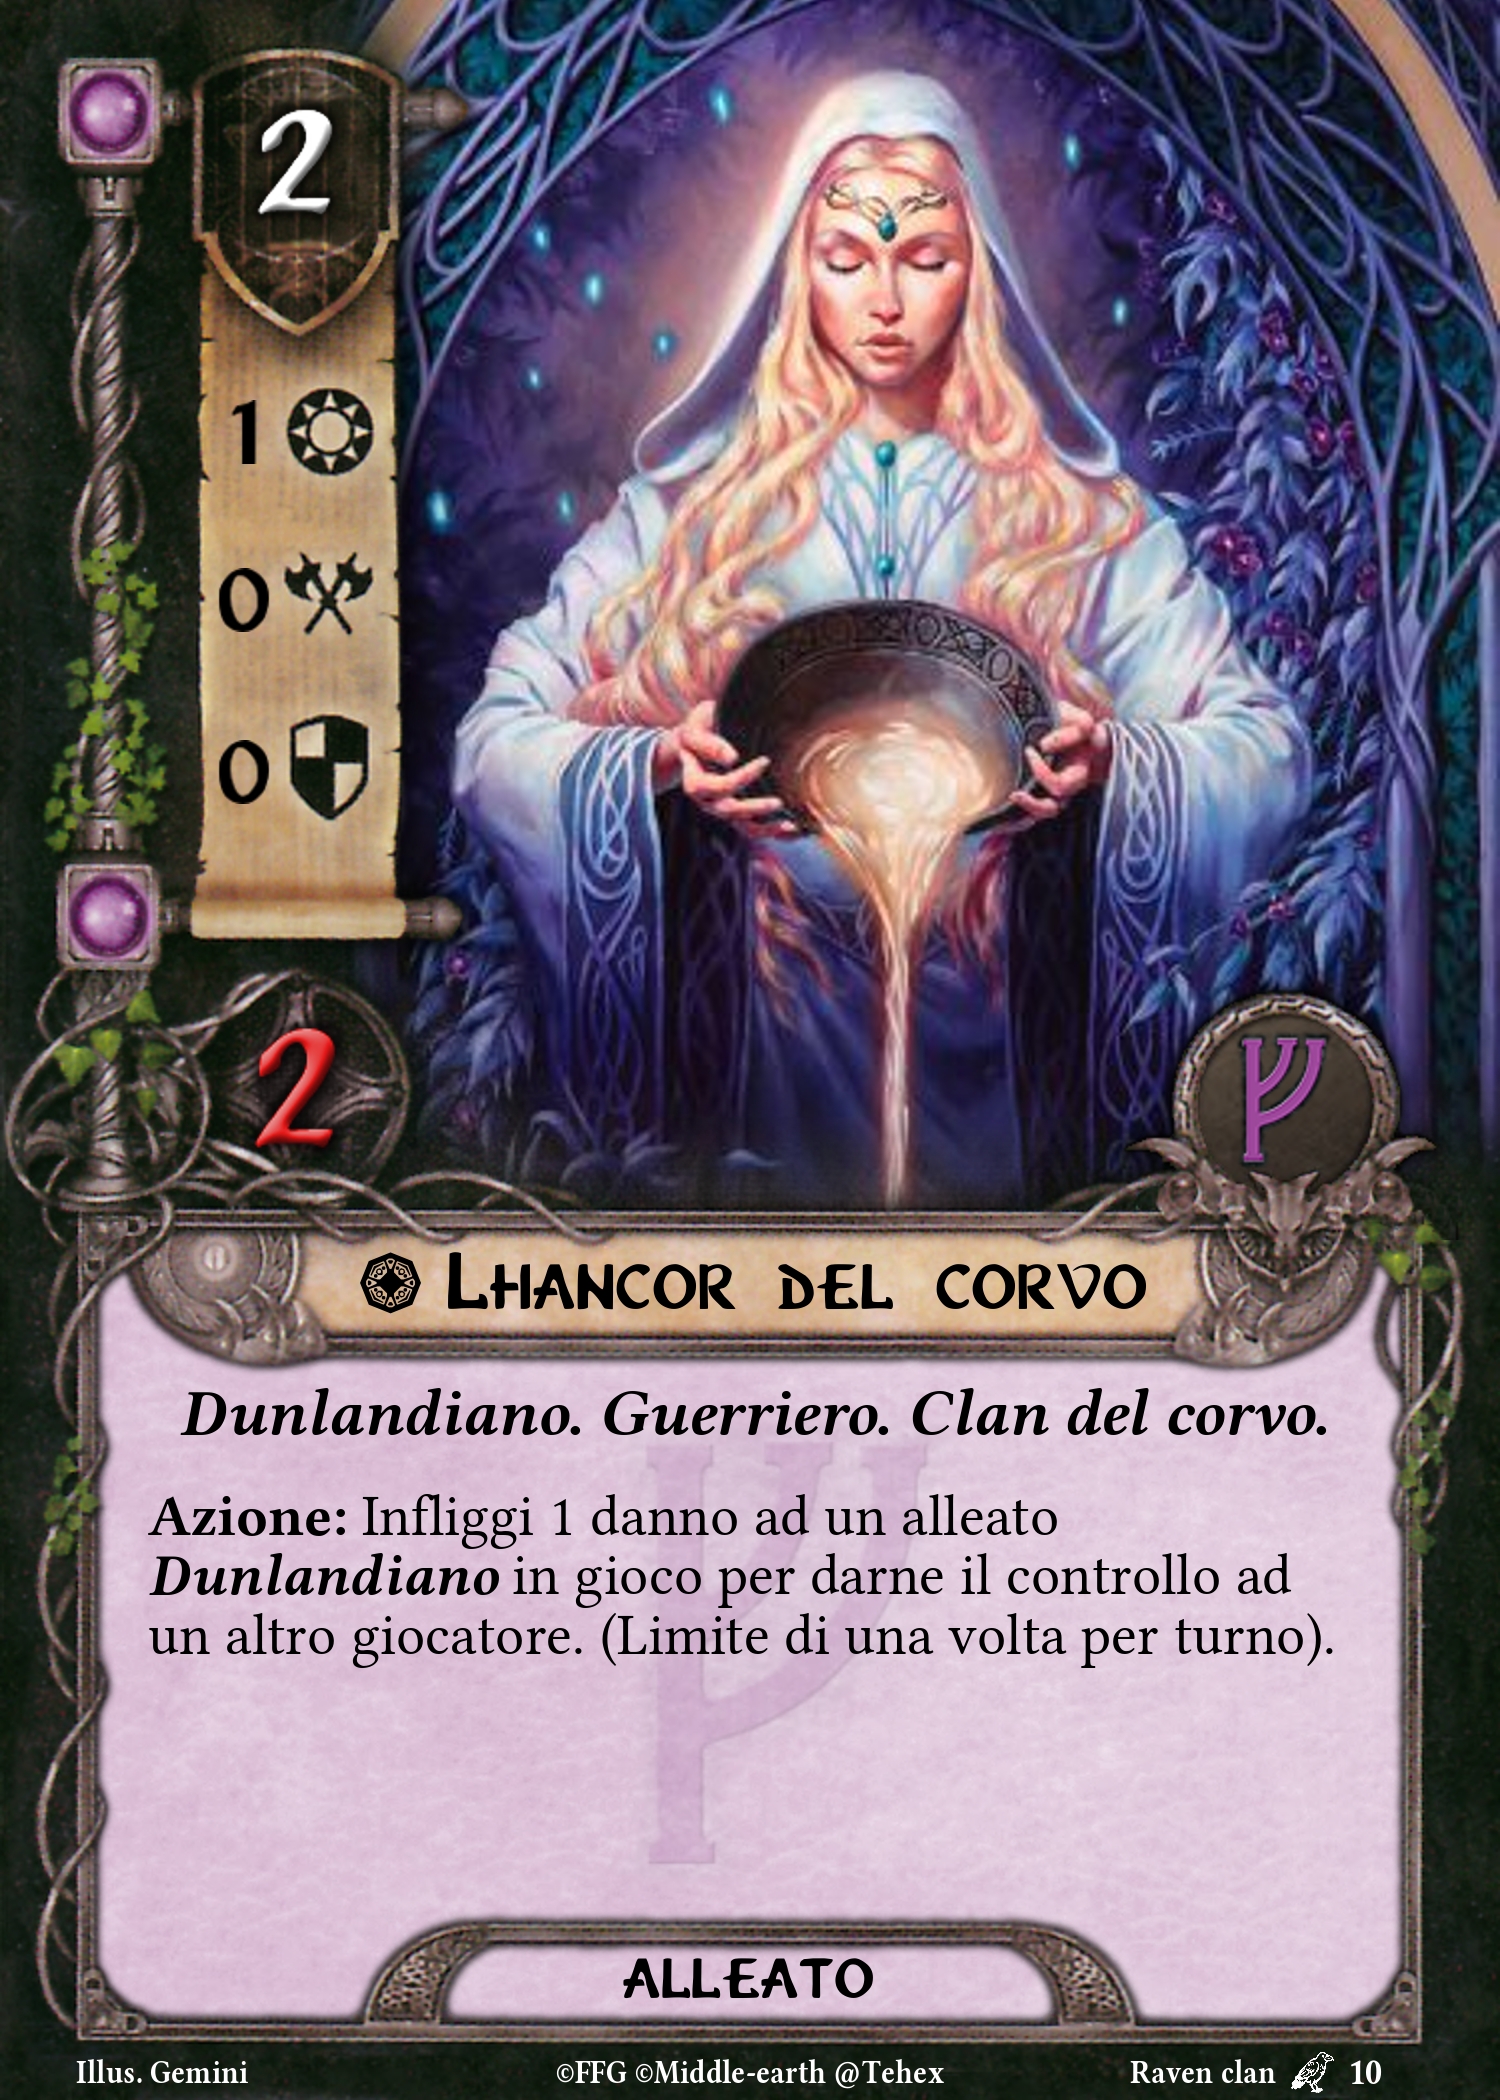 2
1
0
0
2
Lhancor del corvo
Dunlandiano. Guerriero. Clan del corvo.
Azione: Infliggi 1 danno ad un alleato
Dunlandiano in gioco per darne il controllo ad
un altro giocatore. (Limite di una volta per turno).
ALLEATO
Illus. Gemini ©FFG ©Middle-earth @Tehex Raven clan 10